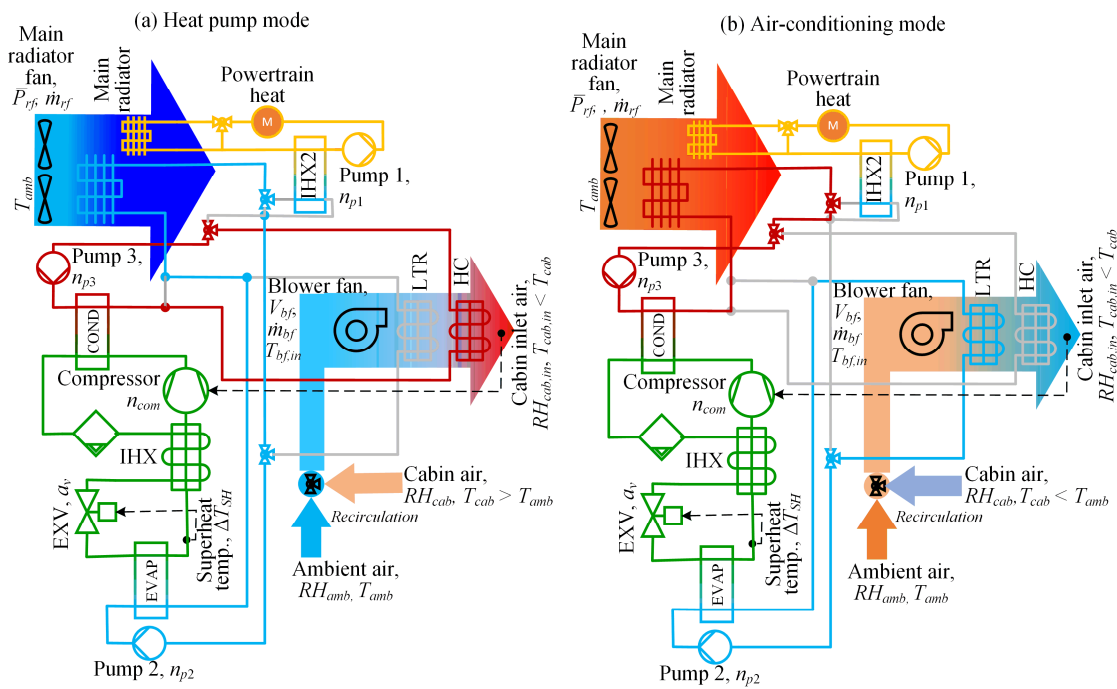 (a) Heat pump mode
Main
radiator
fan,
P̅rf, ṁrf
Main
radiator
Powertrain
heat
M
IHX2
Pump 1,
np1
Tamb
Pump 3,
np3
COND
Blower fan,
Vbf,
ṁbf
Tbf,in
LTR
HC
Cabin inlet air,
RHcab,in, Tcab,in < Tcab
Compressor
ncom
IHX
EXV, av
Superheat
temp., ΔTSH
EVAP
Cabin air,
RHcab, Tcab > Tamb
Recirculation
Ambient air,
RHamb, Tamb
Pump 2, np2
(b) Air-conditioning mode
Main
radiator
fan,
P̅rf, , ṁrf
Main
radiator
Powertrain
heat
M
IHX2
Pump 1,
np1
Tamb
Pump 3,
np3
COND
Blower fan,
Vbf,
ṁbf
Tbf,in
LTR
HC
Cabin inlet air,
RHcab,in, Tcab,in < Tcab
Compressor
ncom
IHX
EXV, av
Superheat
temp., ΔTSH
EVAP
Cabin air,
RHcab, Tcab < Tamb
Recirculation
Ambient air,
RHamb, Tamb
Pump 2, np2